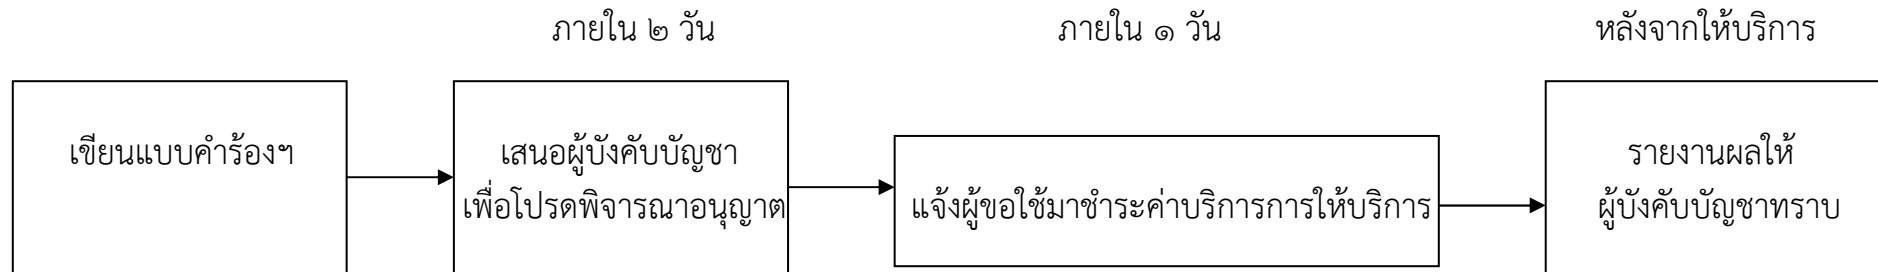 ภายใน ๒ วัน
ภายใน ๑ วัน
หลังจากให้บริการ
เขียนแบบคำร้องฯ
เสนอผู้บังคับบัญชา
เพื่อโปรดพิจารณาอนุญาต
แจ้งผู้ขอใช้มาชำระค่าบริการการให้บริการ
รายงานผลให้
ผู้บังคับบัญชาทราบ